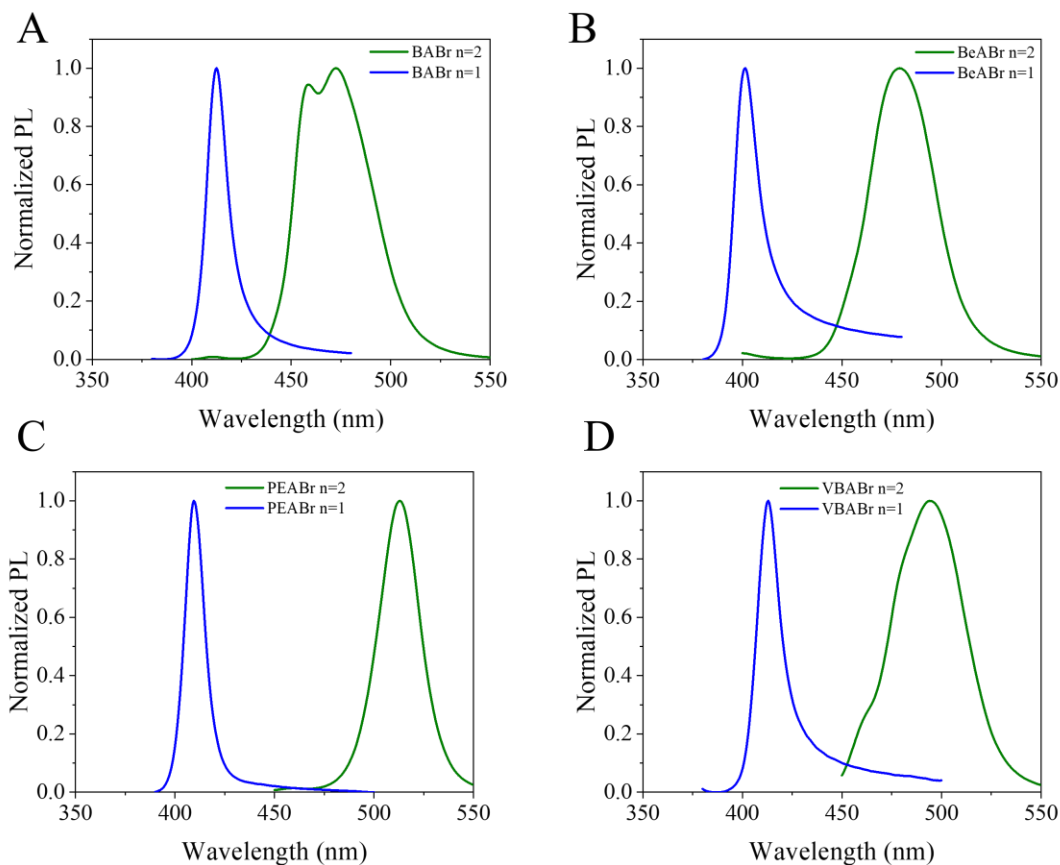 A
BABr n=2
BABr n=1
1.0
0.8
0.6
0.4
0.2
0.0
Normalized PL
350 400 450 500 550
Wavelength (nm)
B
BeABr n=2
BeABr n=1
1.0
0.8
0.6
0.4
0.2
0.0
Normalized PL
350 400 450 500 550
Wavelength (nm)
C
PEABr n=2
PEABr n=1
1.0
0.8
0.6
0.4
0.2
0.0
Normalized PL
350 400 450 500 550
Wavelength (nm)
D
VBABr n=2
VBABr n=1
1.0
0.8
0.6
0.4
0.2
0.0
Normalized PL
350 400 450 500 550
Wavelength (nm)